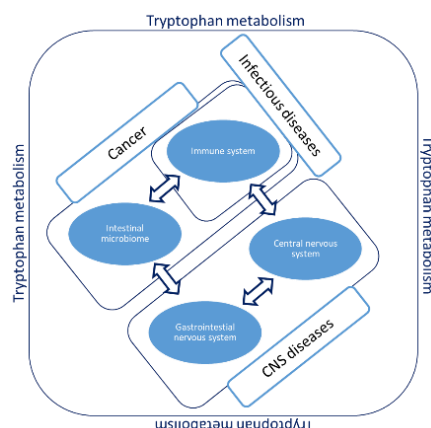 Tryptophan metabolism
Infectious diseases
Cancer
Immune system
Tryptophan metabolism
Tryptophan metabolism
Intestinal
microbiome
Central nervous
system
Gastrointestial
nervous system
CNS diseases
Tryptophan metabolism